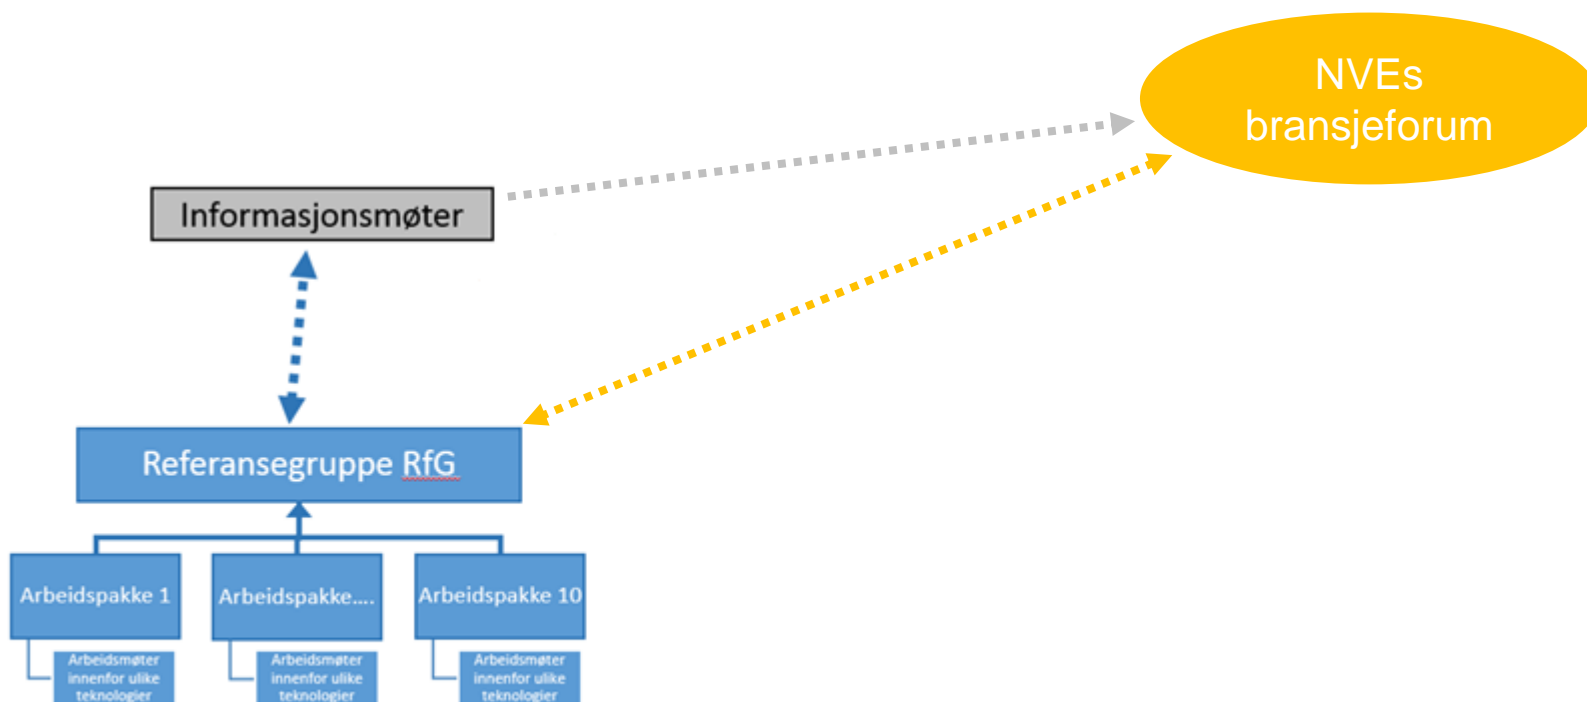 NVEs
bransjeforum
Informasjonsmøter
Referansegruppe RfG
Arbeidspakke 1
Arbeidspakke....
Arbeidspakke 10
Arbeidsmøter
innenfor ulike
teknologier
Arbeidsmøter
innenfor ulike
teknologier
Arbeidsmøter
innenfor ulike
teknologier